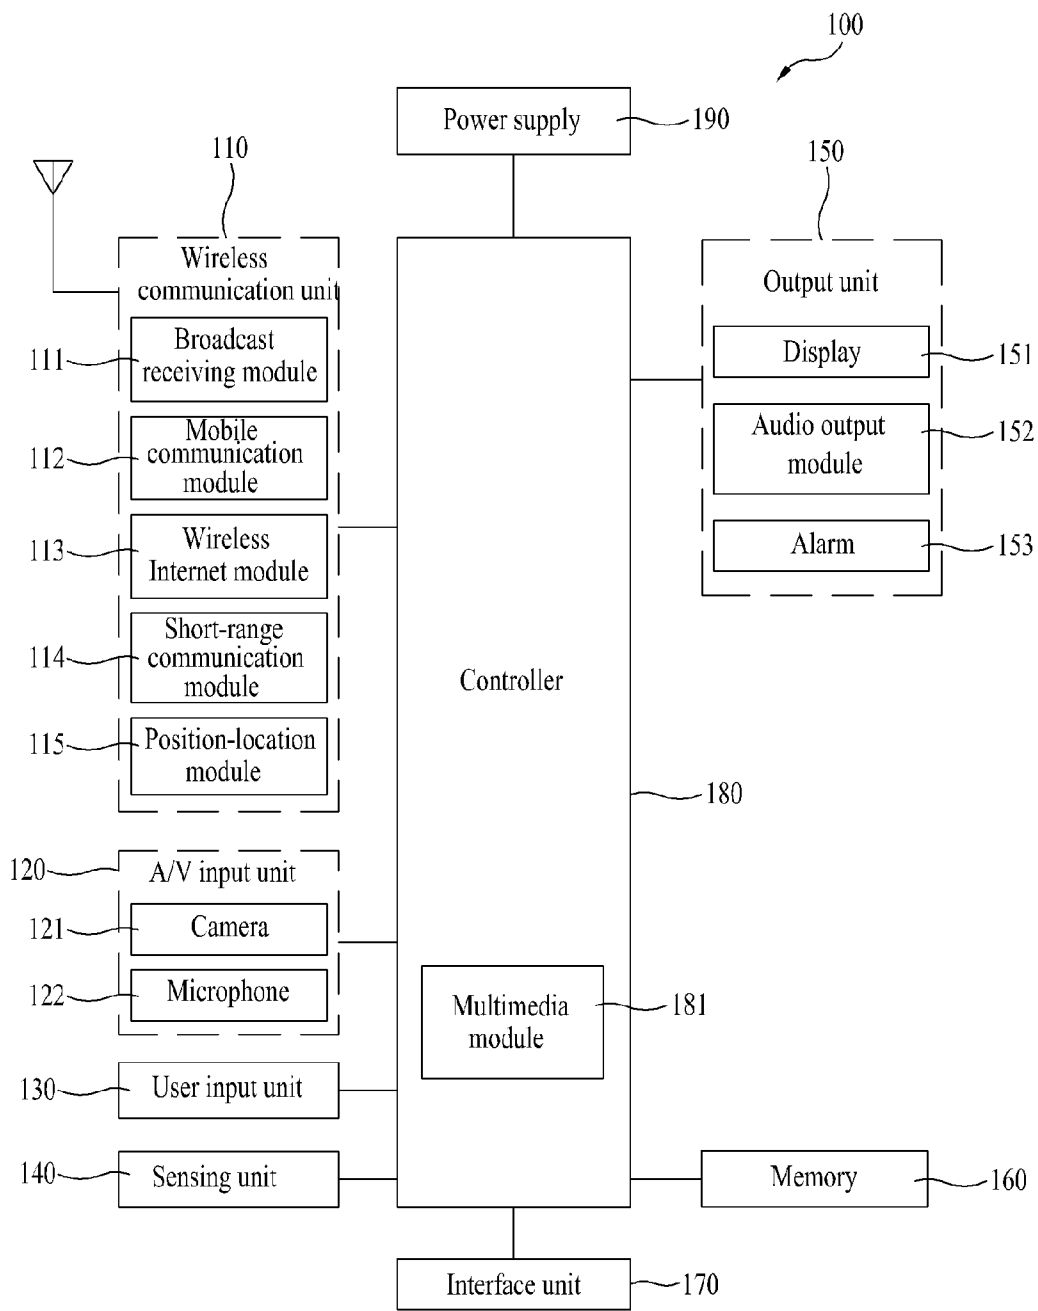 100
Power supply
190
110
150
Wireless
communication unit
Output unit
Broadcast
receiving module
111
Display
151
Mobile
communication
module
112
Audio output
module
152
Wireless
Internet module
113
Alarm
153
Short-range
communication
module
114
Controller
Position-location
module
115
180
120
A/V input unit
121
Camera
122
Microphone
Multimedia
module
181
130
User input unit
140
Sensing unit
Memory
160
Interface unit
170